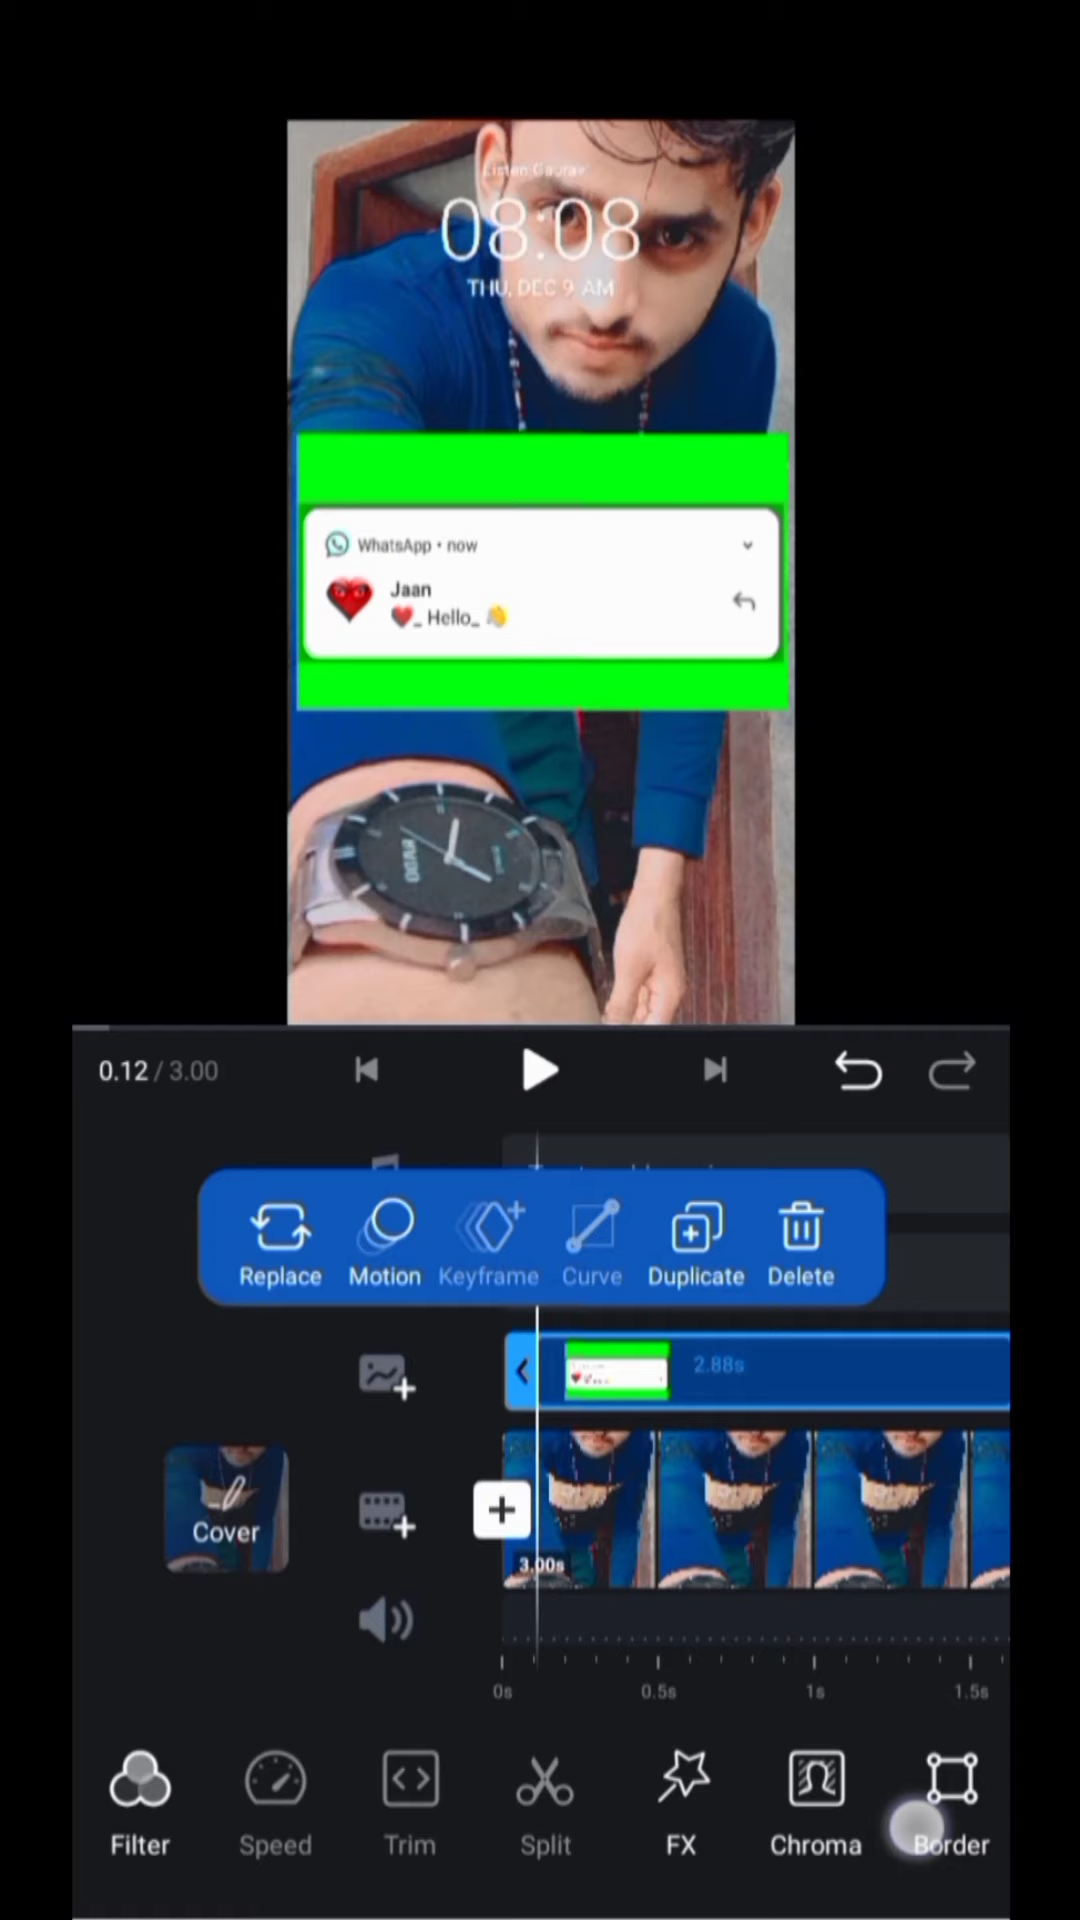 Listen Gaurav
08:08
THU, DEC 9 AM
WhatsApp • now
Jaan
❤️_ Hello_ 👋
0.12 / 3.00
Replace
Motion
Keyframe
Curve
Duplicate
Delete
2.88s
Cover
3.00s
0s
0.5s
1s
1.5s
Filter
Speed
Trim
Split
FX
Chroma
Border